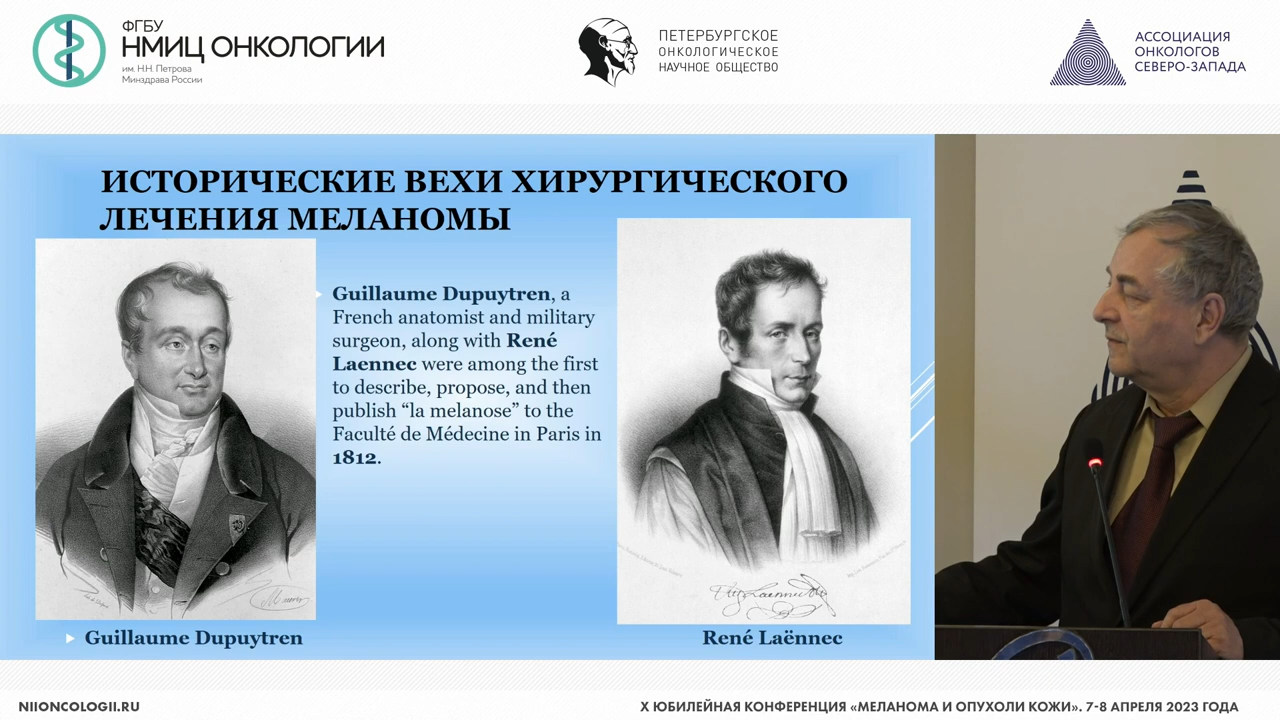 ФГБУ
НМИЦ ОНКОЛОГИИ
им. Н.Н. Петрова
Минздрава России
ПЕТЕРБУРГСКОЕ
ОНКОЛОГИЧЕСКОЕ
НАУЧНОЕ ОБЩЕСТВО
АССОЦИАЦИЯ
ОНКОЛОГОВ
СЕВЕРО-ЗАПАДА
ИСТОРИЧЕСКИЕ ВЕХИ ХИРУРГИЧЕСКОГО
ЛЕЧЕНИЯ МЕЛАНОМЫ
Guillaume Dupuytren, a
French anatomist and military
surgeon, along with René
Laennec were among the first
to describe, propose, and then
publish “la melanose” to the
Faculté de Médecine in Paris in
1812.
Guillaume Dupuytren
René Laënnec
NIIONCOLOGII.RU
X ЮБИЛЕЙНАЯ КОНФЕРЕНЦИЯ «МЕЛАНОМА И ОПУХОЛИ КОЖИ». 7-8 АПРЕЛЯ 2023 ГОДА